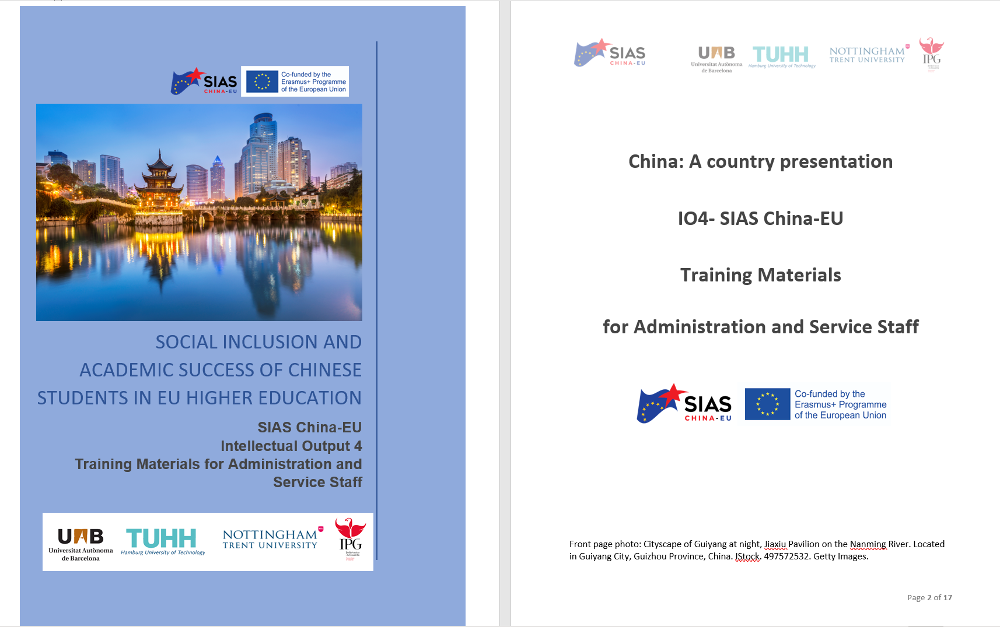 SIAS
CHINA-EU
Co-funded by the
Erasmus+ Programme
of the European Union
SOCIAL INCLUSION AND
ACADEMIC SUCCESS OF CHINESE
STUDENTS IN EU HIGHER EDUCATION
SIAS China-EU
Intellectual Output 4
Training Materials for Administration and
Service Staff
UAB
Universitat Autònoma
de Barcelona
TUHH
Hamburg University of Technology
NOTTINGHAM
TRENT UNIVERSITY
IPG
SIAS
CHINA-EU
UAB
Universitat Autònoma
de Barcelona
TUHH
Hamburg University of Technology
NOTTINGHAM
TRENT UNIVERSITY
IPG
China: A country presentation
IO4- SIAS China-EU
Training Materials
for Administration and Service Staff
SIAS
CHINA-EU
Co-funded by the
Erasmus+ Programme
of the European Union
Front page photo: Cityscape of Guiyang at night, Jiaxiu Pavilion on the Nanming River. Located
in Guiyang City, Guizhou Province, China. IStock. 497572532. Getty Images.
Page 2 of 17